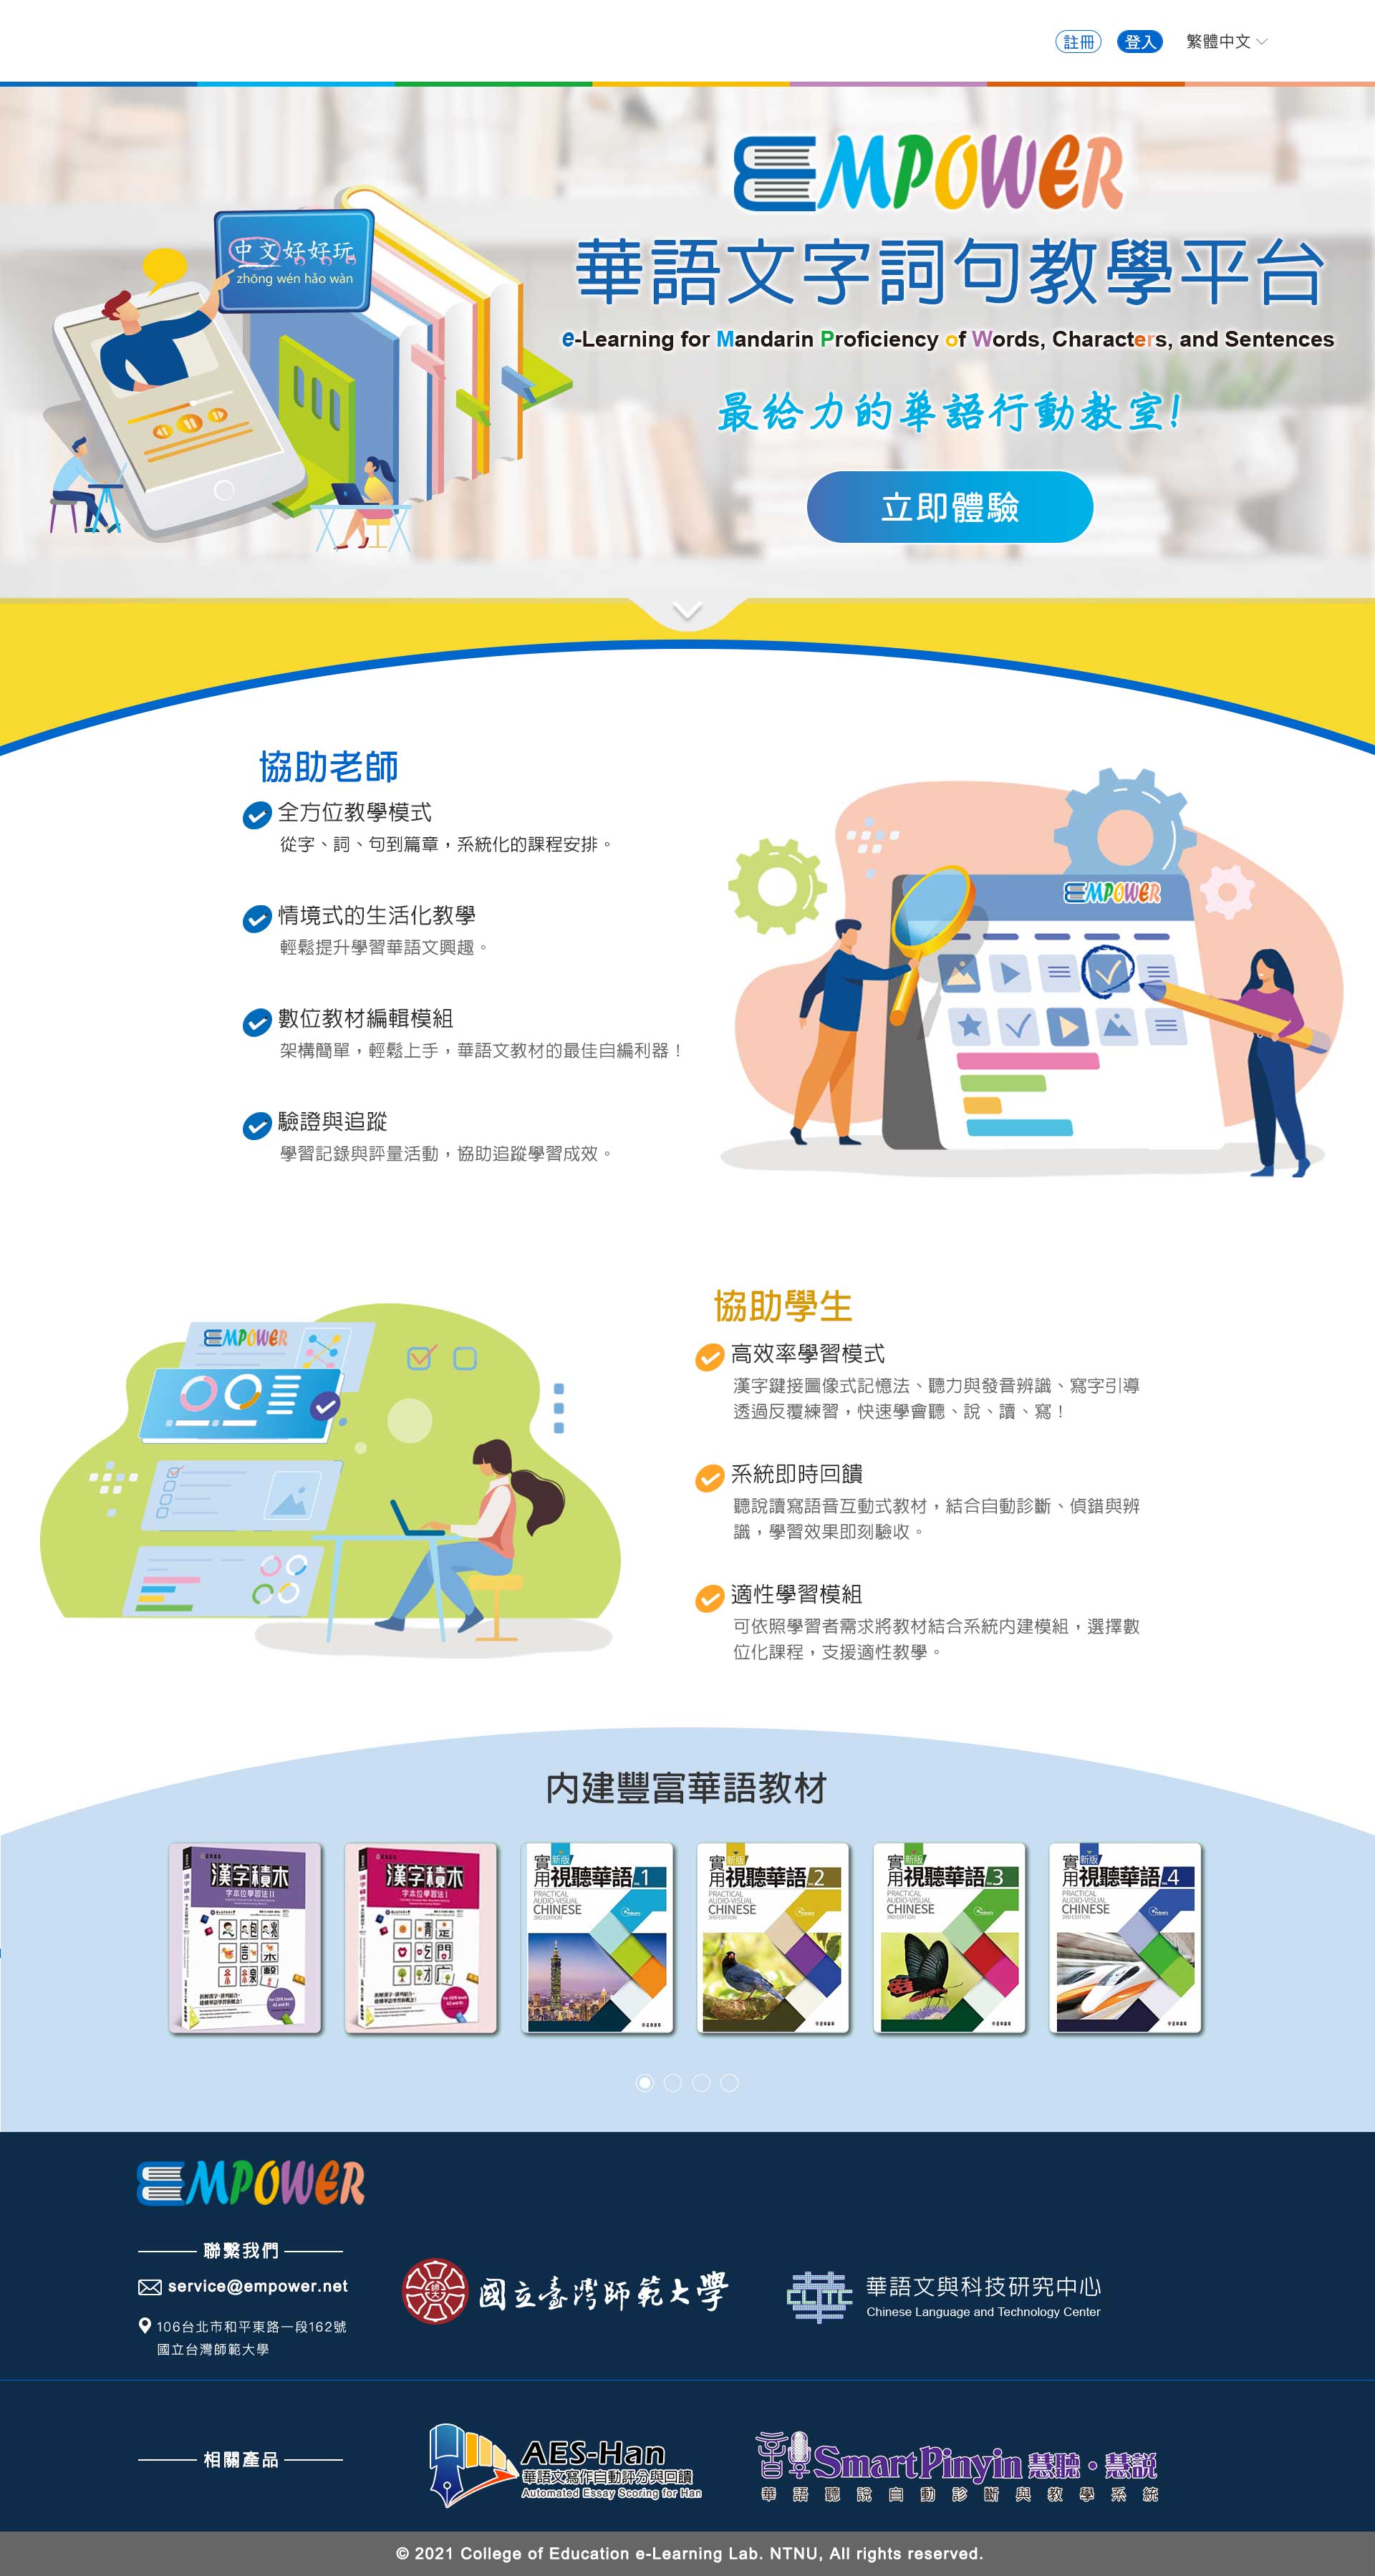 註冊
登入
繁體中文
EMPOWER
中文好好玩
zhōng wén hǎo wàn
華語文字詞句教學平台
e-Learning for Mandarin Proficiency of Words, Characters, and Sentences
最給力的華語行動教室!
立即體驗
協助老師
全方位教學模式
從字、詞、句到篇章，系統化的課程安排。
情境式的生活化教學
輕鬆提升學習華語文興趣。
數位教材編輯模組
架構簡單，輕鬆上手，華語文教材的最佳自編利器！
驗證與追蹤
學習記錄與評量活動，協助追蹤學習成效。
EMPOWER
EMPOWER
協助學生
高效率學習模式
漢字鍵接圖像式記憶法、聽力與發音辨識、寫字引導
透過反覆練習，快速學會聽、說、讀、寫！
系統即時回饋
聽說讀寫語音互動式教材，結合自動診斷、偵錯與辨
識，學習效果即刻驗收。
適性學習模組
可依照學習者需求將教材結合系統內建模組，選擇數
位化課程，支援適性教學。
內建豐富華語教材
漢字積木
字本位學習法II
漢字積木
字本位學習法I
新版
實用視聽華語 1
PRACTICAL
AUDIO-VISUAL
CHINESE
3RD EDITION
新版
實用視聽華語 2
PRACTICAL
AUDIO-VISUAL
CHINESE
3RD EDITION
新版
實用視聽華語 3
PRACTICAL
AUDIO-VISUAL
CHINESE
3RD EDITION
新版
實用視聽華語 4
PRACTICAL
AUDIO-VISUAL
CHINESE
3RD EDITION
EMPOWER
聯繫我們
service@empower.net
106台北市和平東路一段162號
國立台灣師範大學
國立臺灣師範大學
CLTC
華語文與科技研究中心
Chinese Language and Technology Center
相關產品
AES-Han
華語文寫作自動評分與回饋
Automated Essay Scoring for Han
SmartPinyin 慧聽・慧說
華語聽說自動診斷與教學系統
© 2021 College of Education e-Learning Lab. NTNU, All rights reserved.